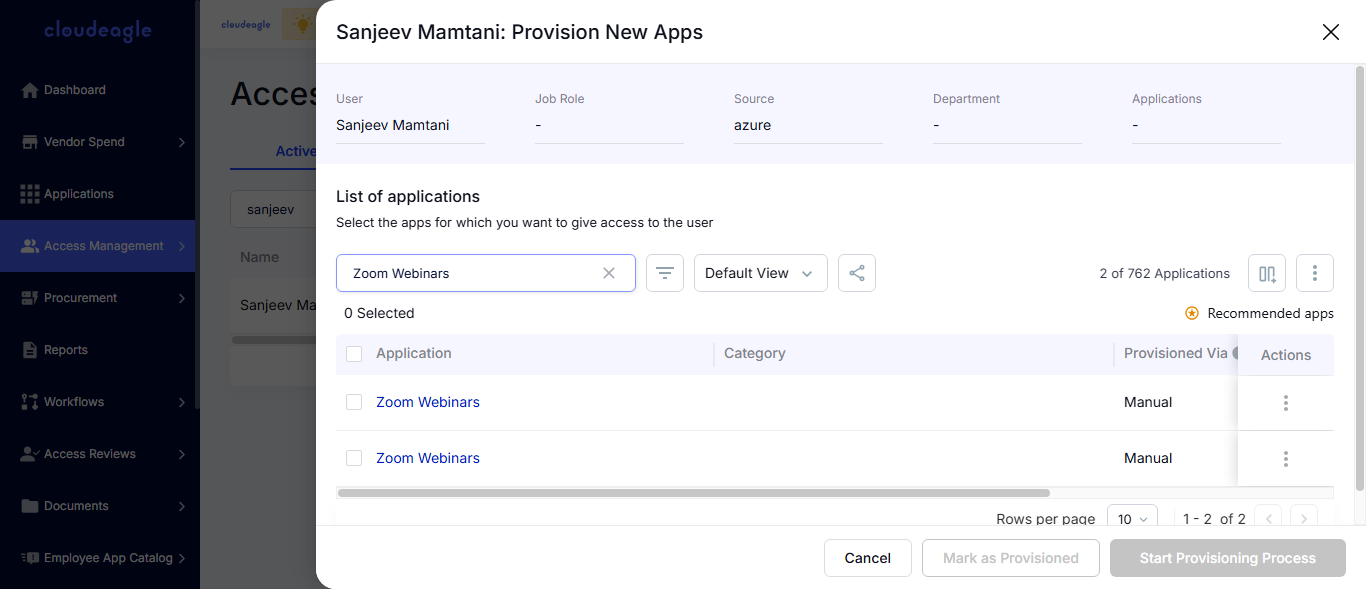 cloudeagle
Dashboard
Vendor Spend
Applications
Access Management
Procurement
Reports
Workflows
Access Reviews
Documents
Employee App Catalog
cloudeagle
Acces
Active
sanjeev
Name
Sanjeev Ma
Sanjeev Mamtani: Provision New Apps
User Job Role Source Department Applications
Sanjeev Mamtani - azure - -
List of applications
Select the apps for which you want to give access to the user
Zoom Webinars Default View 2 of 762 Applications
0 Selected Recommended apps
Application Category Provisioned Via Actions
Zoom Webinars Manual
Zoom Webinars Manual
Rows per page 10 1 - 2 of 2
Cancel Mark as Provisioned Start Provisioning Process